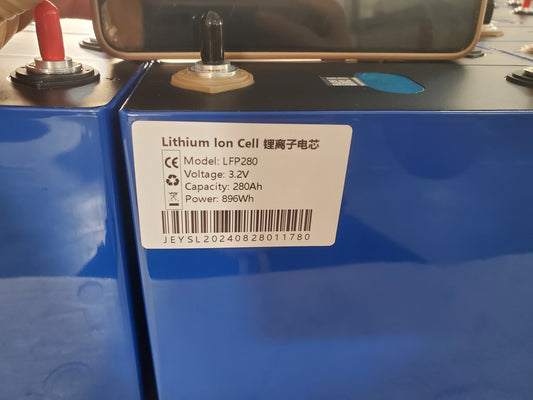 Lithium Ion Cell 锂离子电芯
CE
Model: LFP280
Voltage: 3.2V
Capacity: 280Ah
Power: 896Wh
JEYSL20240828011780